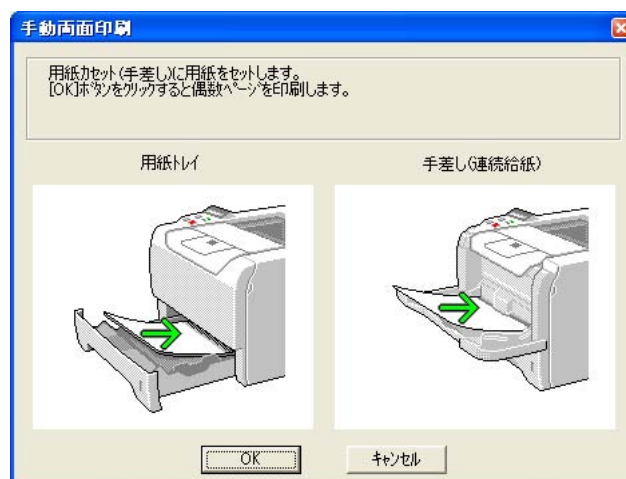 手動両面印刷
用紙カセット(手差し)に用紙をセットします。
[OK]ボタンをクリックすると偶数ページを印刷します。
用紙トレイ
手差し(連続給紙)
OK
キャンセル